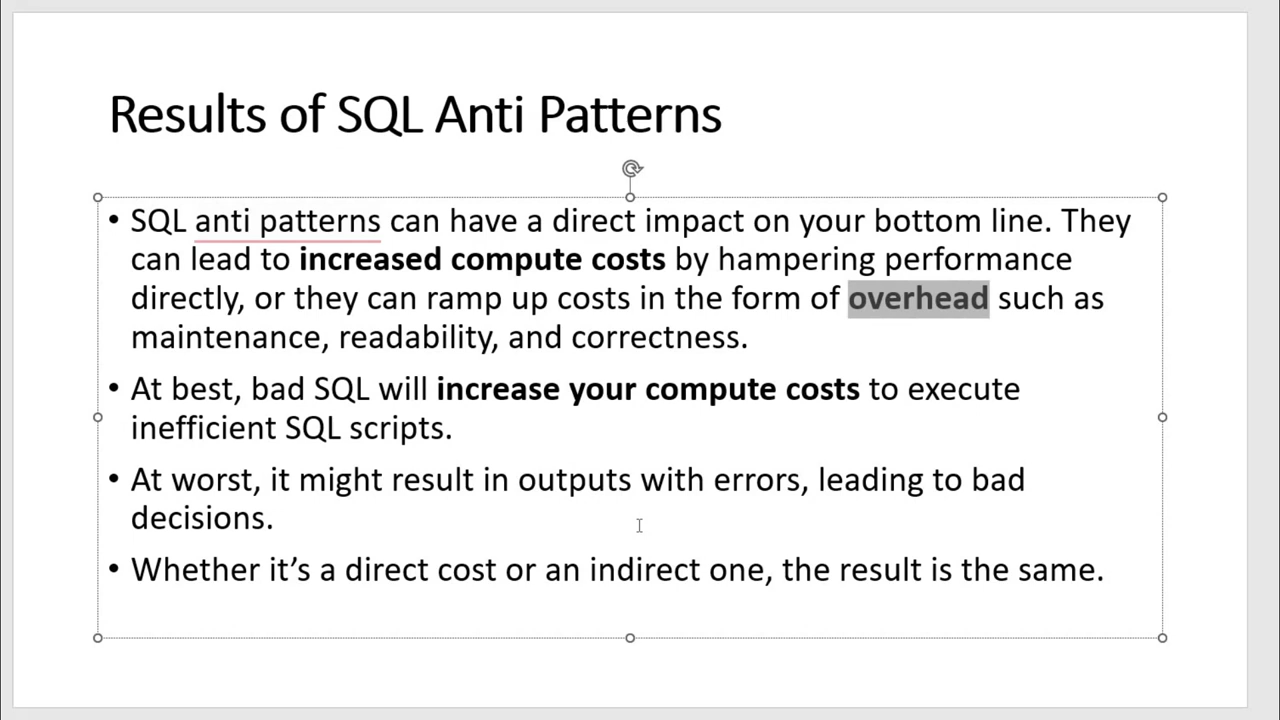 Results of SQL Anti Patterns
• SQL anti patterns can have a direct impact on your bottom line. They
can lead to increased compute costs by hampering performance
directly, or they can ramp up costs in the form of overhead such as
maintenance, readability, and correctness.
• At best, bad SQL will increase your compute costs to execute
inefficient SQL scripts.
• At worst, it might result in outputs with errors, leading to bad
decisions.
• Whether it’s a direct cost or an indirect one, the result is the same.